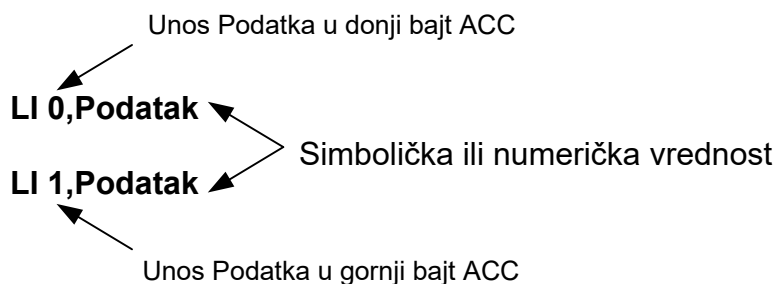 Unos Podatka u donji bajt ACC
LI 0,Podatak
Simbolička ili numerička vrednost
LI 1,Podatak
Unos Podatka u gornji bajt ACC